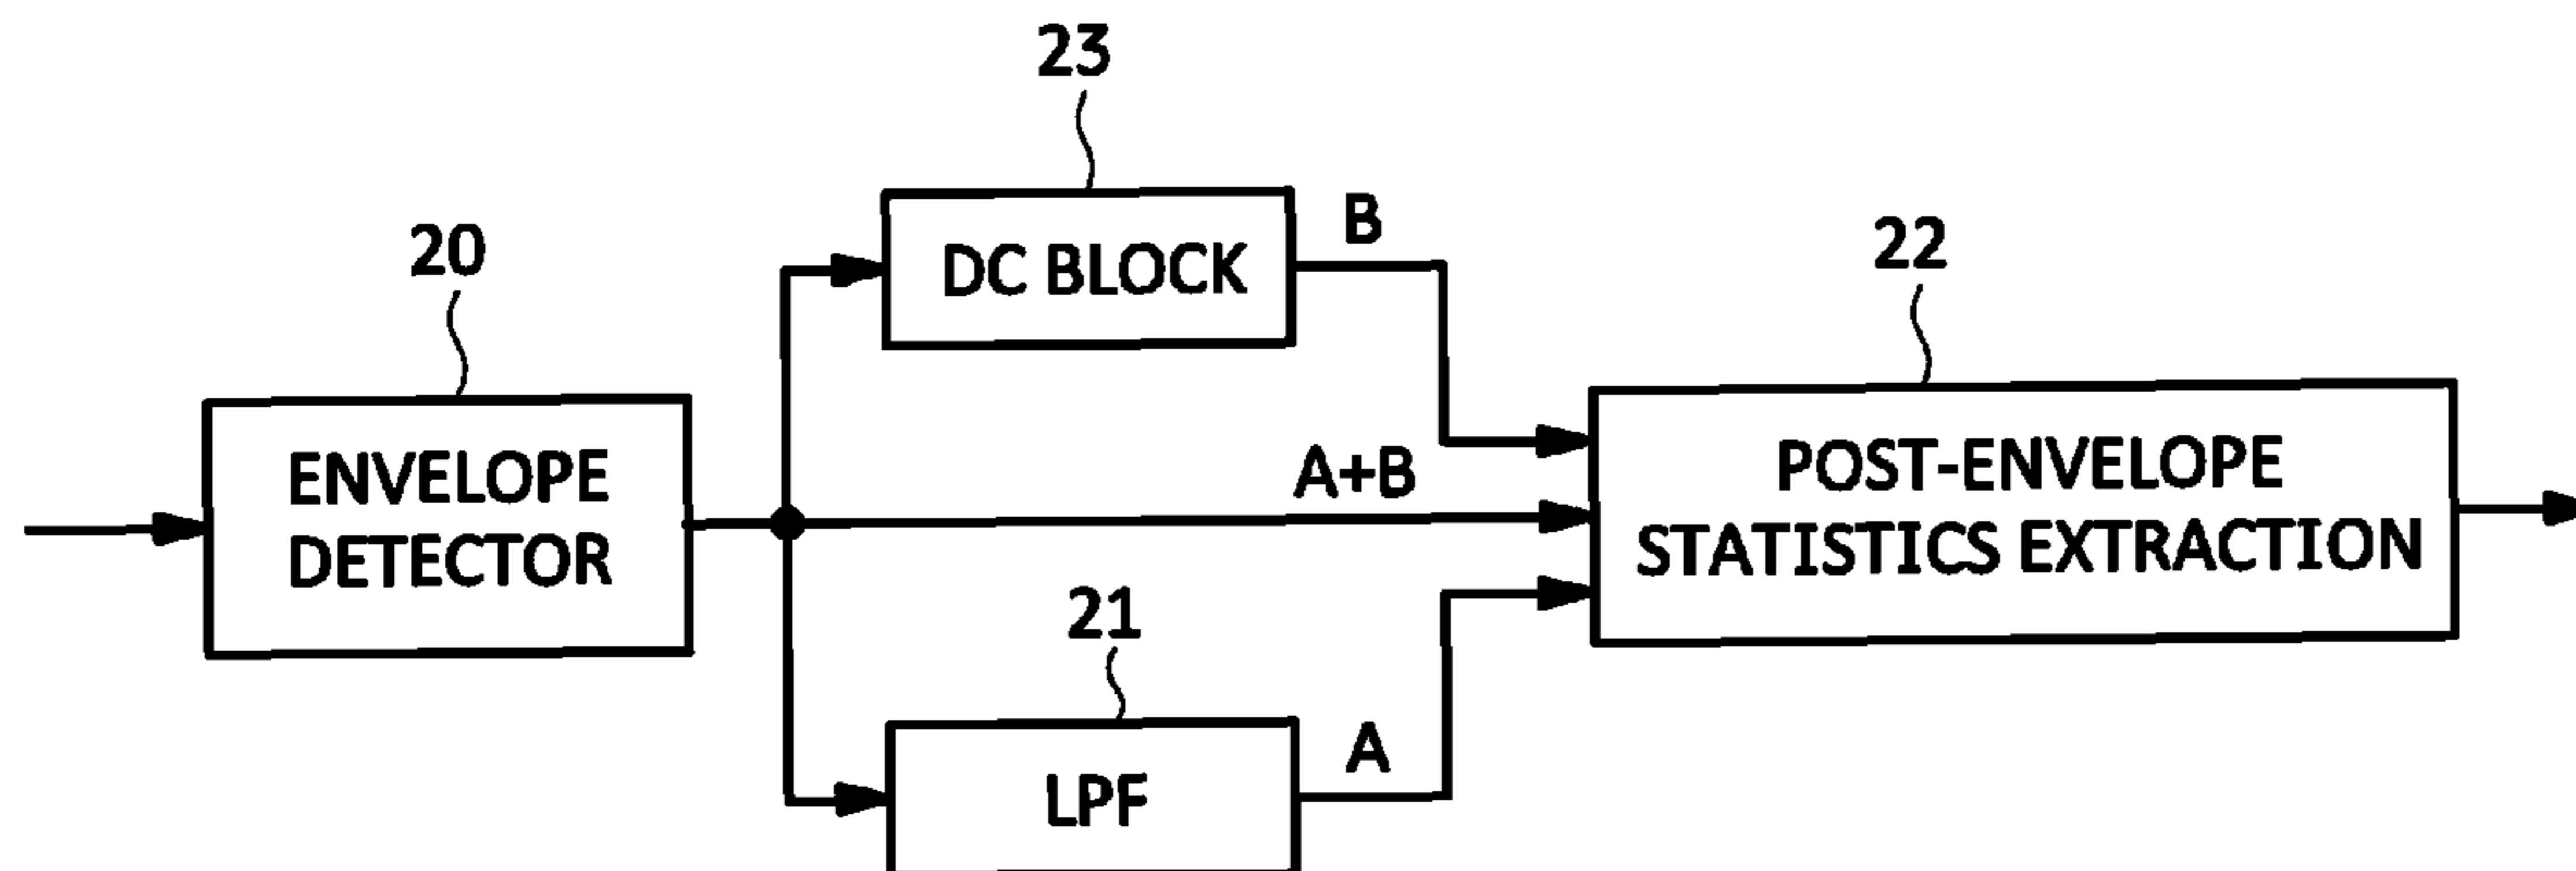 23
DC BLOCK
B
20
22
ENVELOPE
DETECTOR
A+B
POST-ENVELOPE
STATISTICS EXTRACTION
21
LPF
A